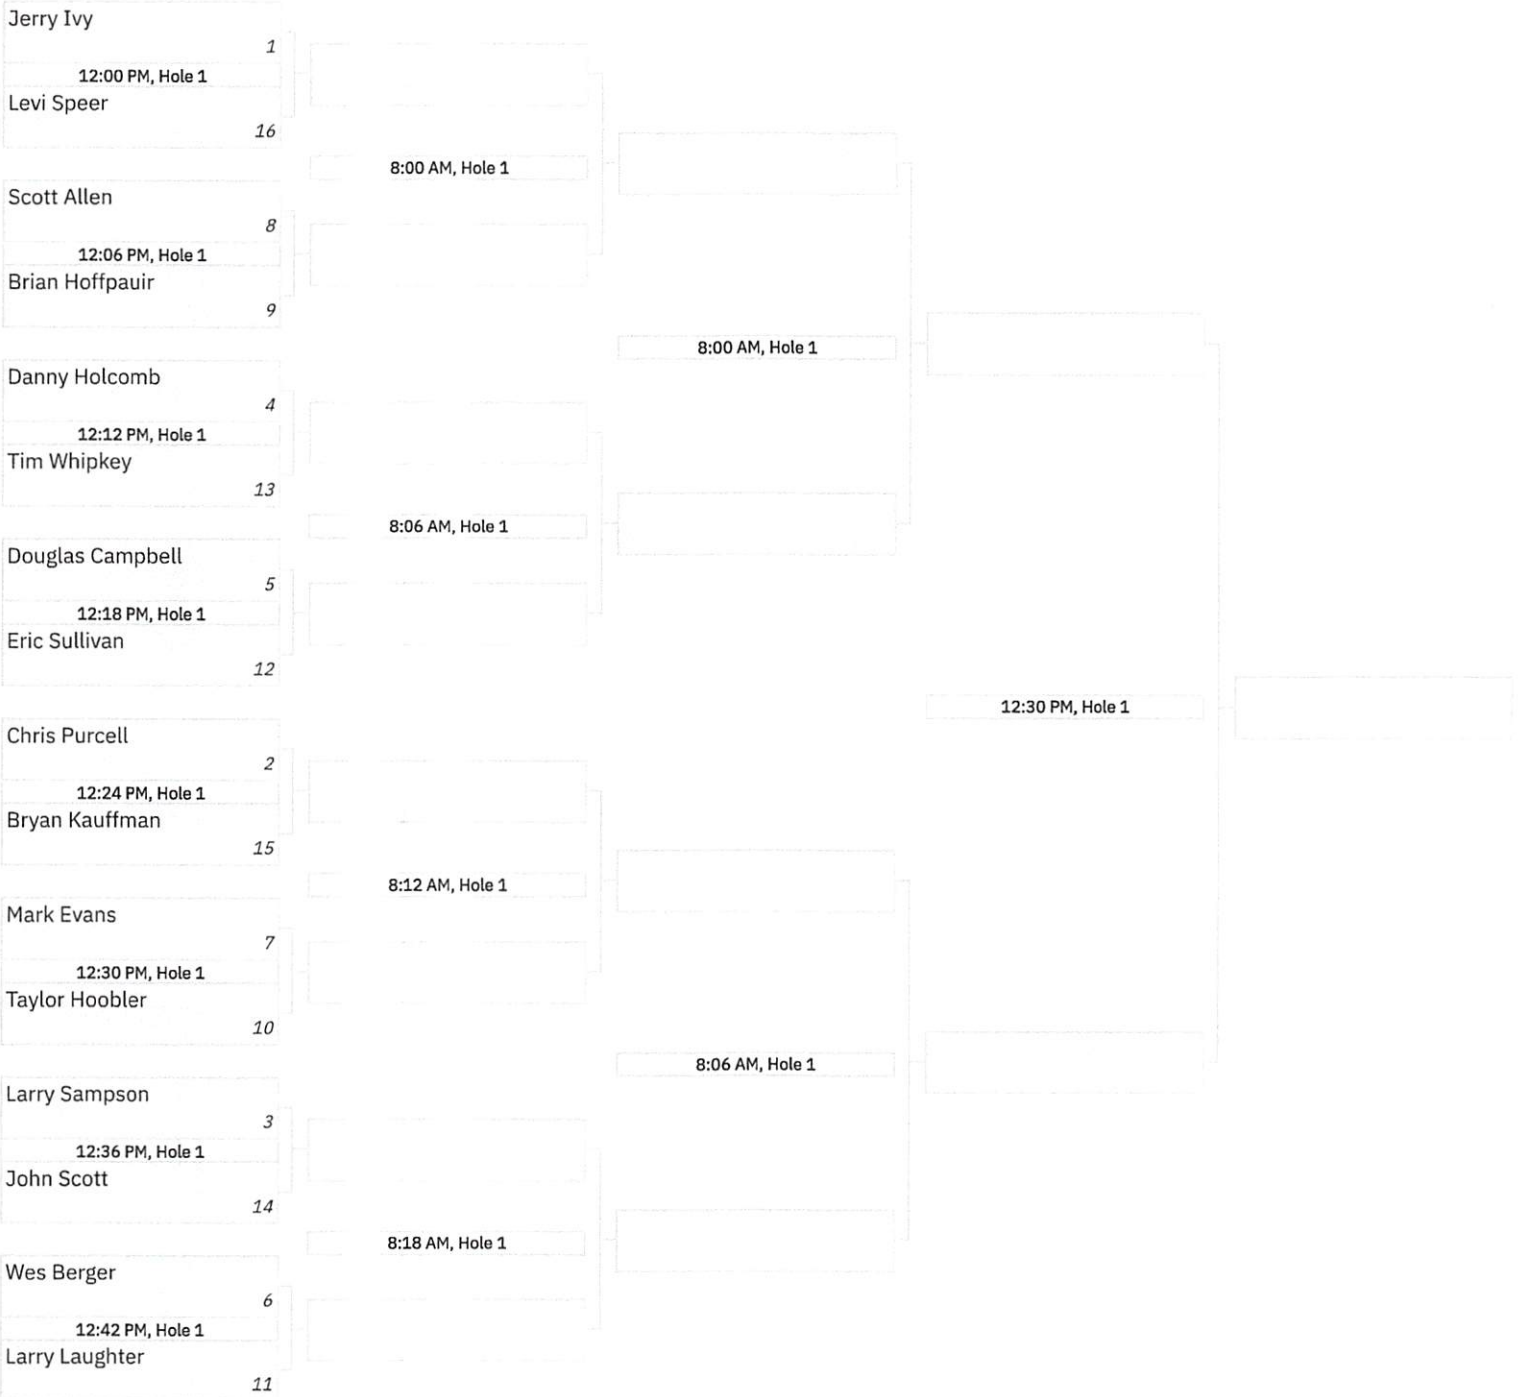 Jerry Ivy
1
12:00 PM, Hole 1
Levi Speer
16
Scott Allen
8
12:06 PM, Hole 1
Brian Hoffpauir
9
Danny Holcomb
4
12:12 PM, Hole 1
Tim Whipkey
13
Douglas Campbell
5
12:18 PM, Hole 1
Eric Sullivan
12
Chris Purcell
2
12:24 PM, Hole 1
Bryan Kauffman
15
Mark Evans
7
12:30 PM, Hole 1
Taylor Hoobler
10
Larry Sampson
3
12:36 PM, Hole 1
John Scott
14
Wes Berger
6
12:42 PM, Hole 1
Larry Laughter
11
8:00 AM, Hole 1
8:06 AM, Hole 1
8:12 AM, Hole 1
8:18 AM, Hole 1
8:00 AM, Hole 1
8:06 AM, Hole 1
12:30 PM, Hole 1